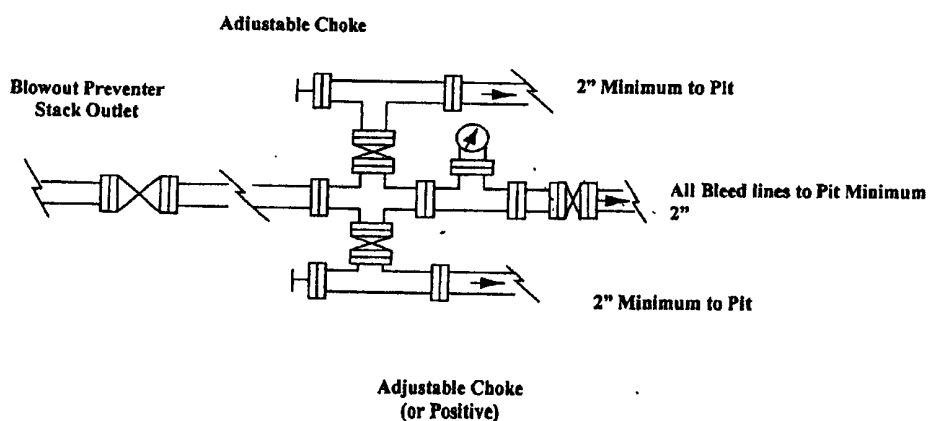 Adjustable Choke
Blowout Preventer
Stack Outlet
2" Minimum to Pit
All Bleed lines to Pit Minimum
2"
2" Minimum to Pit
Adjustable Choke
(or Positive)